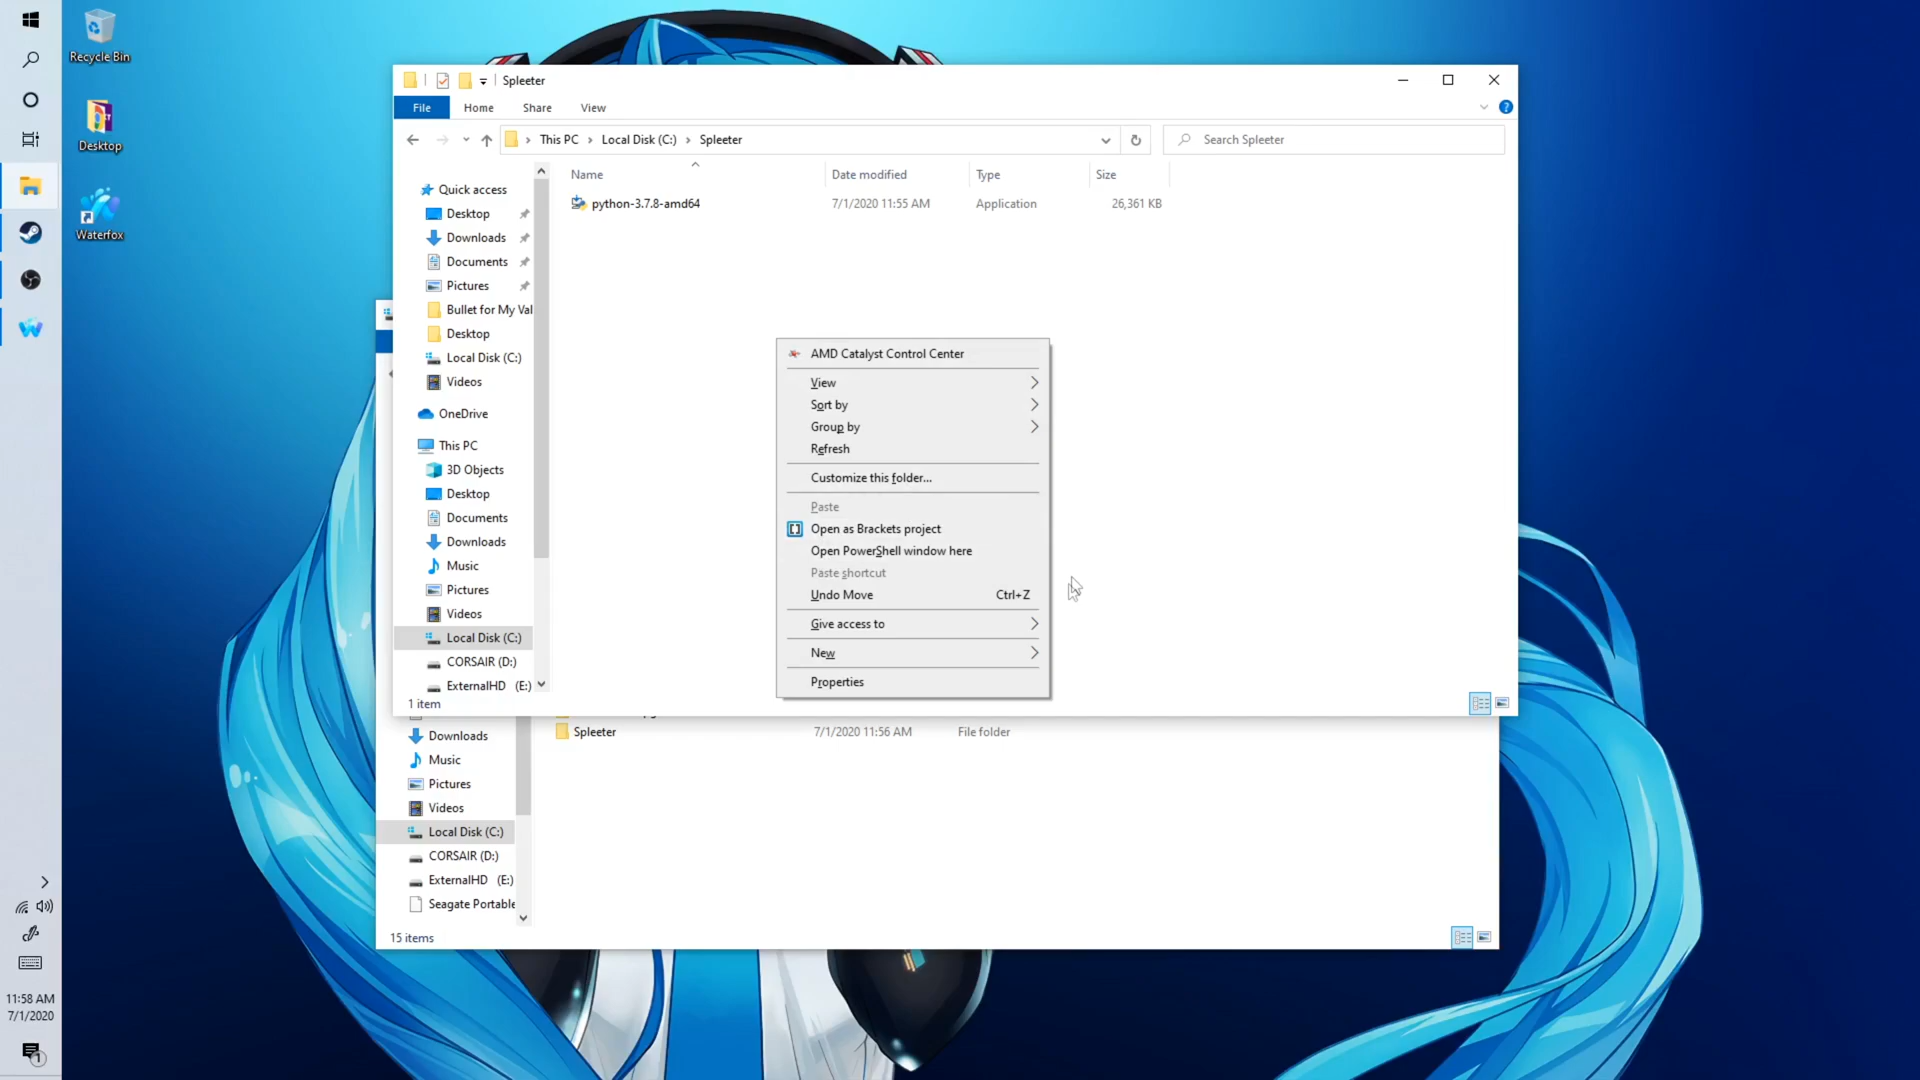 Recycle Bin
Desktop
Waterfox
11:58 AM
7/1/2020
1
Spleeter
File
Home
Share
View
This PC
Local Disk (C:)
Spleeter
Search Spleeter
Name
Date modified
Type
Size
python-3.7.8-amd64
7/1/2020 11:55 AM
Application
26,361 KB
Quick access
Desktop
Downloads
Documents
Pictures
Bullet for My Val
Desktop
Local Disk (C:)
Videos
OneDrive
This PC
3D Objects
Desktop
Documents
Downloads
Music
Pictures
Videos
Local Disk (C:)
CORSAIR (D:)
ExternalHD (E:)
1 item
AMD Catalyst Control Center
View
Sort by
Group by
Refresh
Customize this folder...
Paste
Open as Brackets project
Open PowerShell window here
Paste shortcut
Undo Move Ctrl+Z
Give access to
New
Properties
Spleeter
7/1/2020 11:56 AM
File folder
Downloads
Music
Pictures
Videos
Local Disk (C:)
CORSAIR (D:)
ExternalHD (E:)
Seagate Portable
15 items